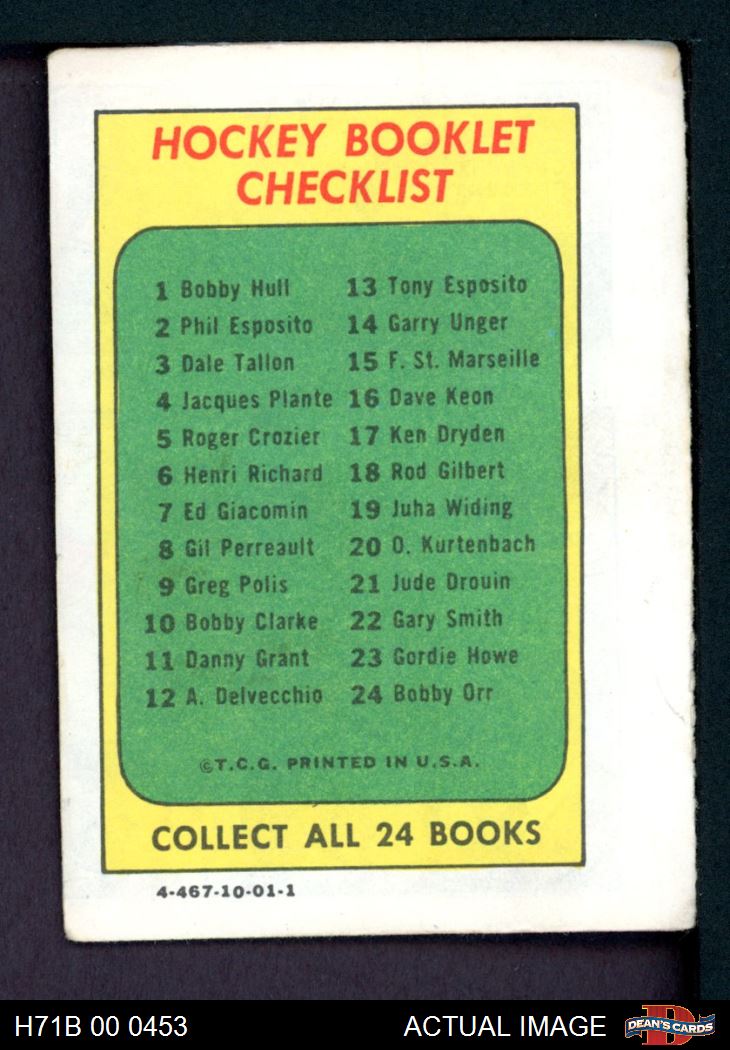 HOCKEY BOOKLET
CHECKLIST
1 Bobby Hull
2 Phil Esposito
3 Dale Tallon
4 Jacques Plante
5 Roger Crozier
6 Henri Richard
7 Ed Giacomin
8 Gil Perreault
9 Greg Polis
10 Bobby Clarke
11 Danny Grant
12 A. Delvecchio
13 Tony Esposito
14 Garry Unger
15 F. St. Marseille
16 Dave Keon
17 Ken Dryden
18 Rod Gilbert
19 Juha Widing
20 O. Kurtenbach
21 Jude Drouin
22 Gary Smith
23 Gordie Howe
24 Bobby Orr
©T.C.G. PRINTED IN U.S.A.
COLLECT ALL 24 BOOKS
4-467-10-01-1
H71B 00 0453
ACTUAL IMAGE
D
DEAN'S CARDS